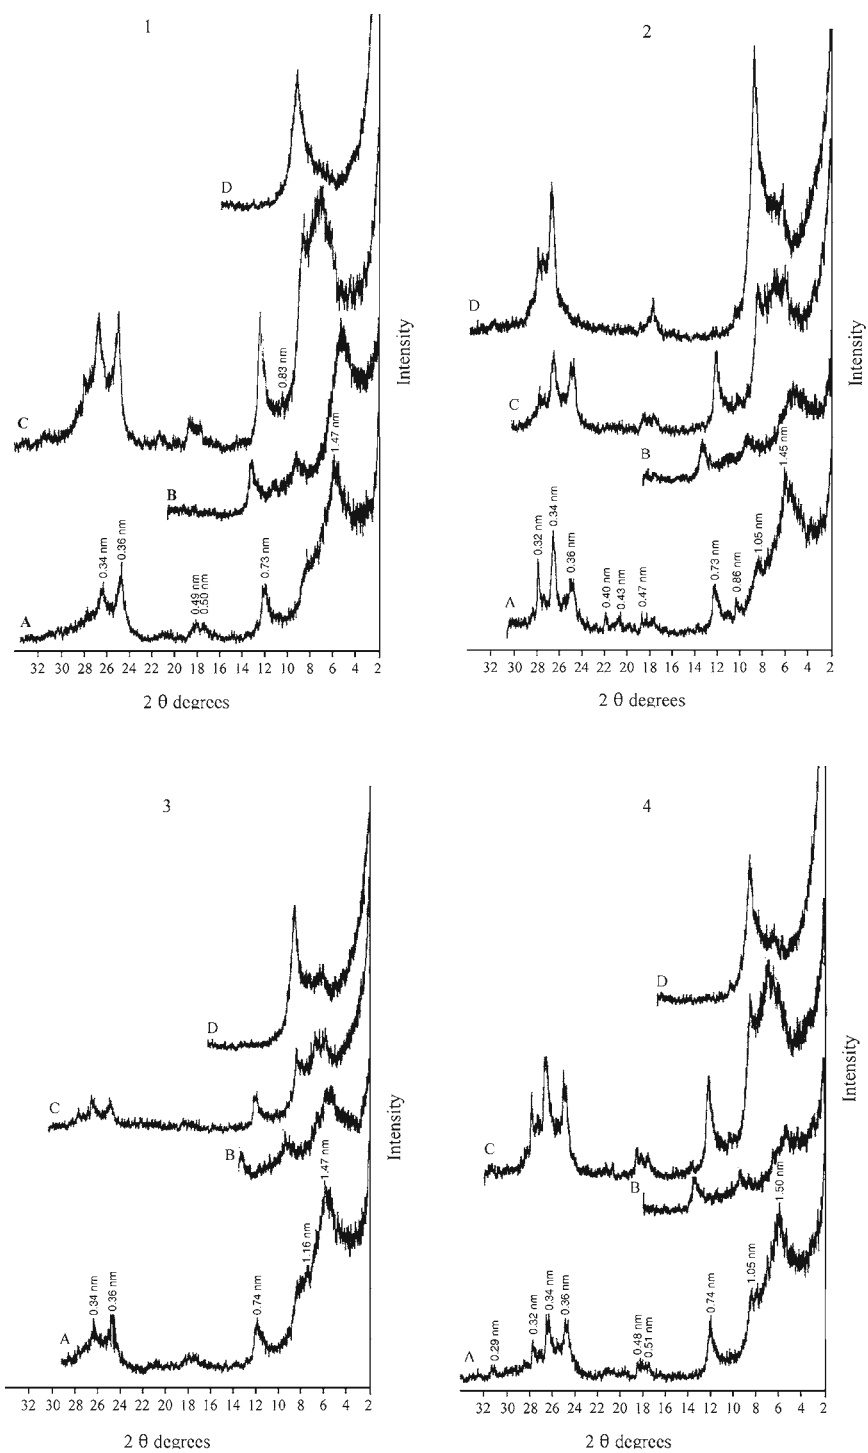 1
D
C
0.83 nm
B
1.47 nm
0.34 nm
0.36 nm
A
0.49 nm
0.50 nm
0.73 nm
Intensity
32 30 28 26 24 22 20 18 16 14 12 10 8 6 4 2
2 θ degrees
2
D
C
B
1.45 nm
0.32 nm
0.34 nm
0.36 nm
A
0.40 nm
0.43 nm
0.47 nm
0.73 nm
0.86 nm
1.05 nm
Intensity
32 30 28 26 24 22 20 18 16 14 12 10 8 6 4 2
2 θ degrees
3
D
C
B
1.47 nm
1.16 nm
0.34 nm
0.36 nm
A
0.74 nm
Intensity
32 30 28 26 24 22 20 18 16 14 12 10 8 6 4 2
2 θ degrees
4
D
C
B
1.50 nm
0.29 nm
0.32 nm
0.34 nm
0.36 nm
A
0.48 nm
0.51 nm
0.74 nm
1.05 nm
Intensity
32 30 28 26 24 22 20 18 16 14 12 10 8 6 4 2
2 θ degrees